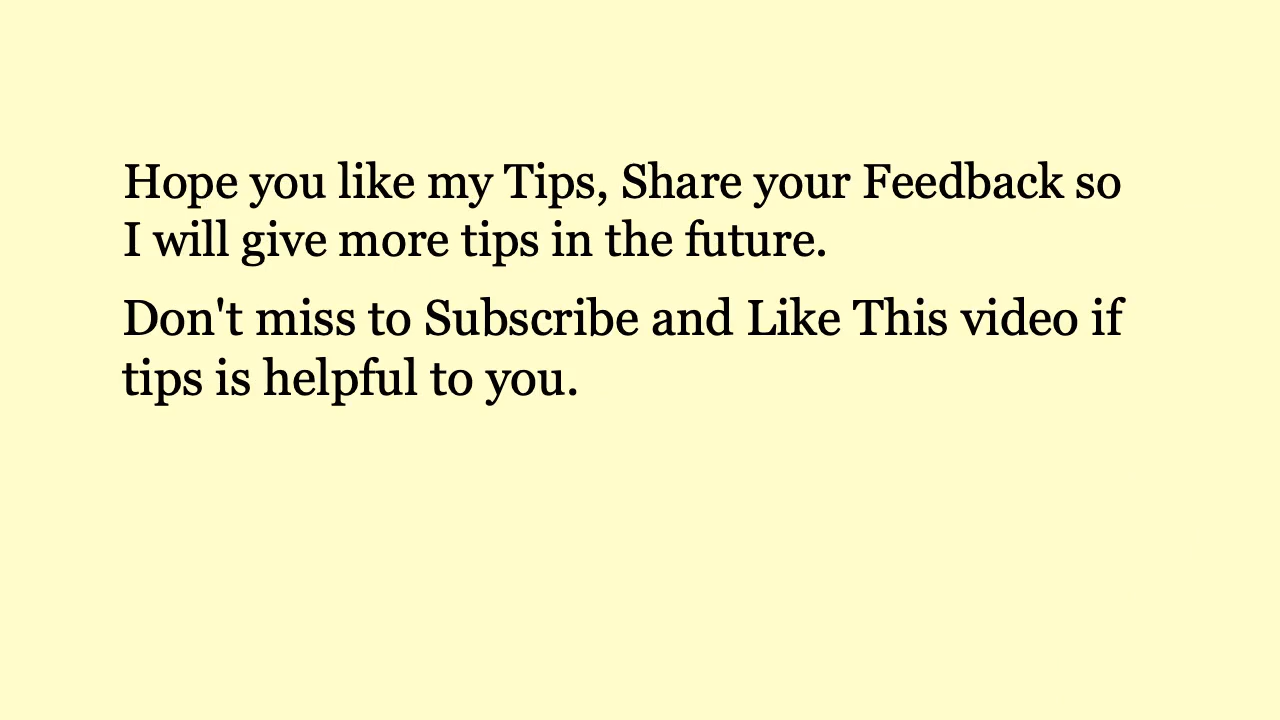 Hope you like my Tips, Share your Feedback so
I will give more tips in the future.
Don't miss to Subscribe and Like This video if
tips is helpful to you.